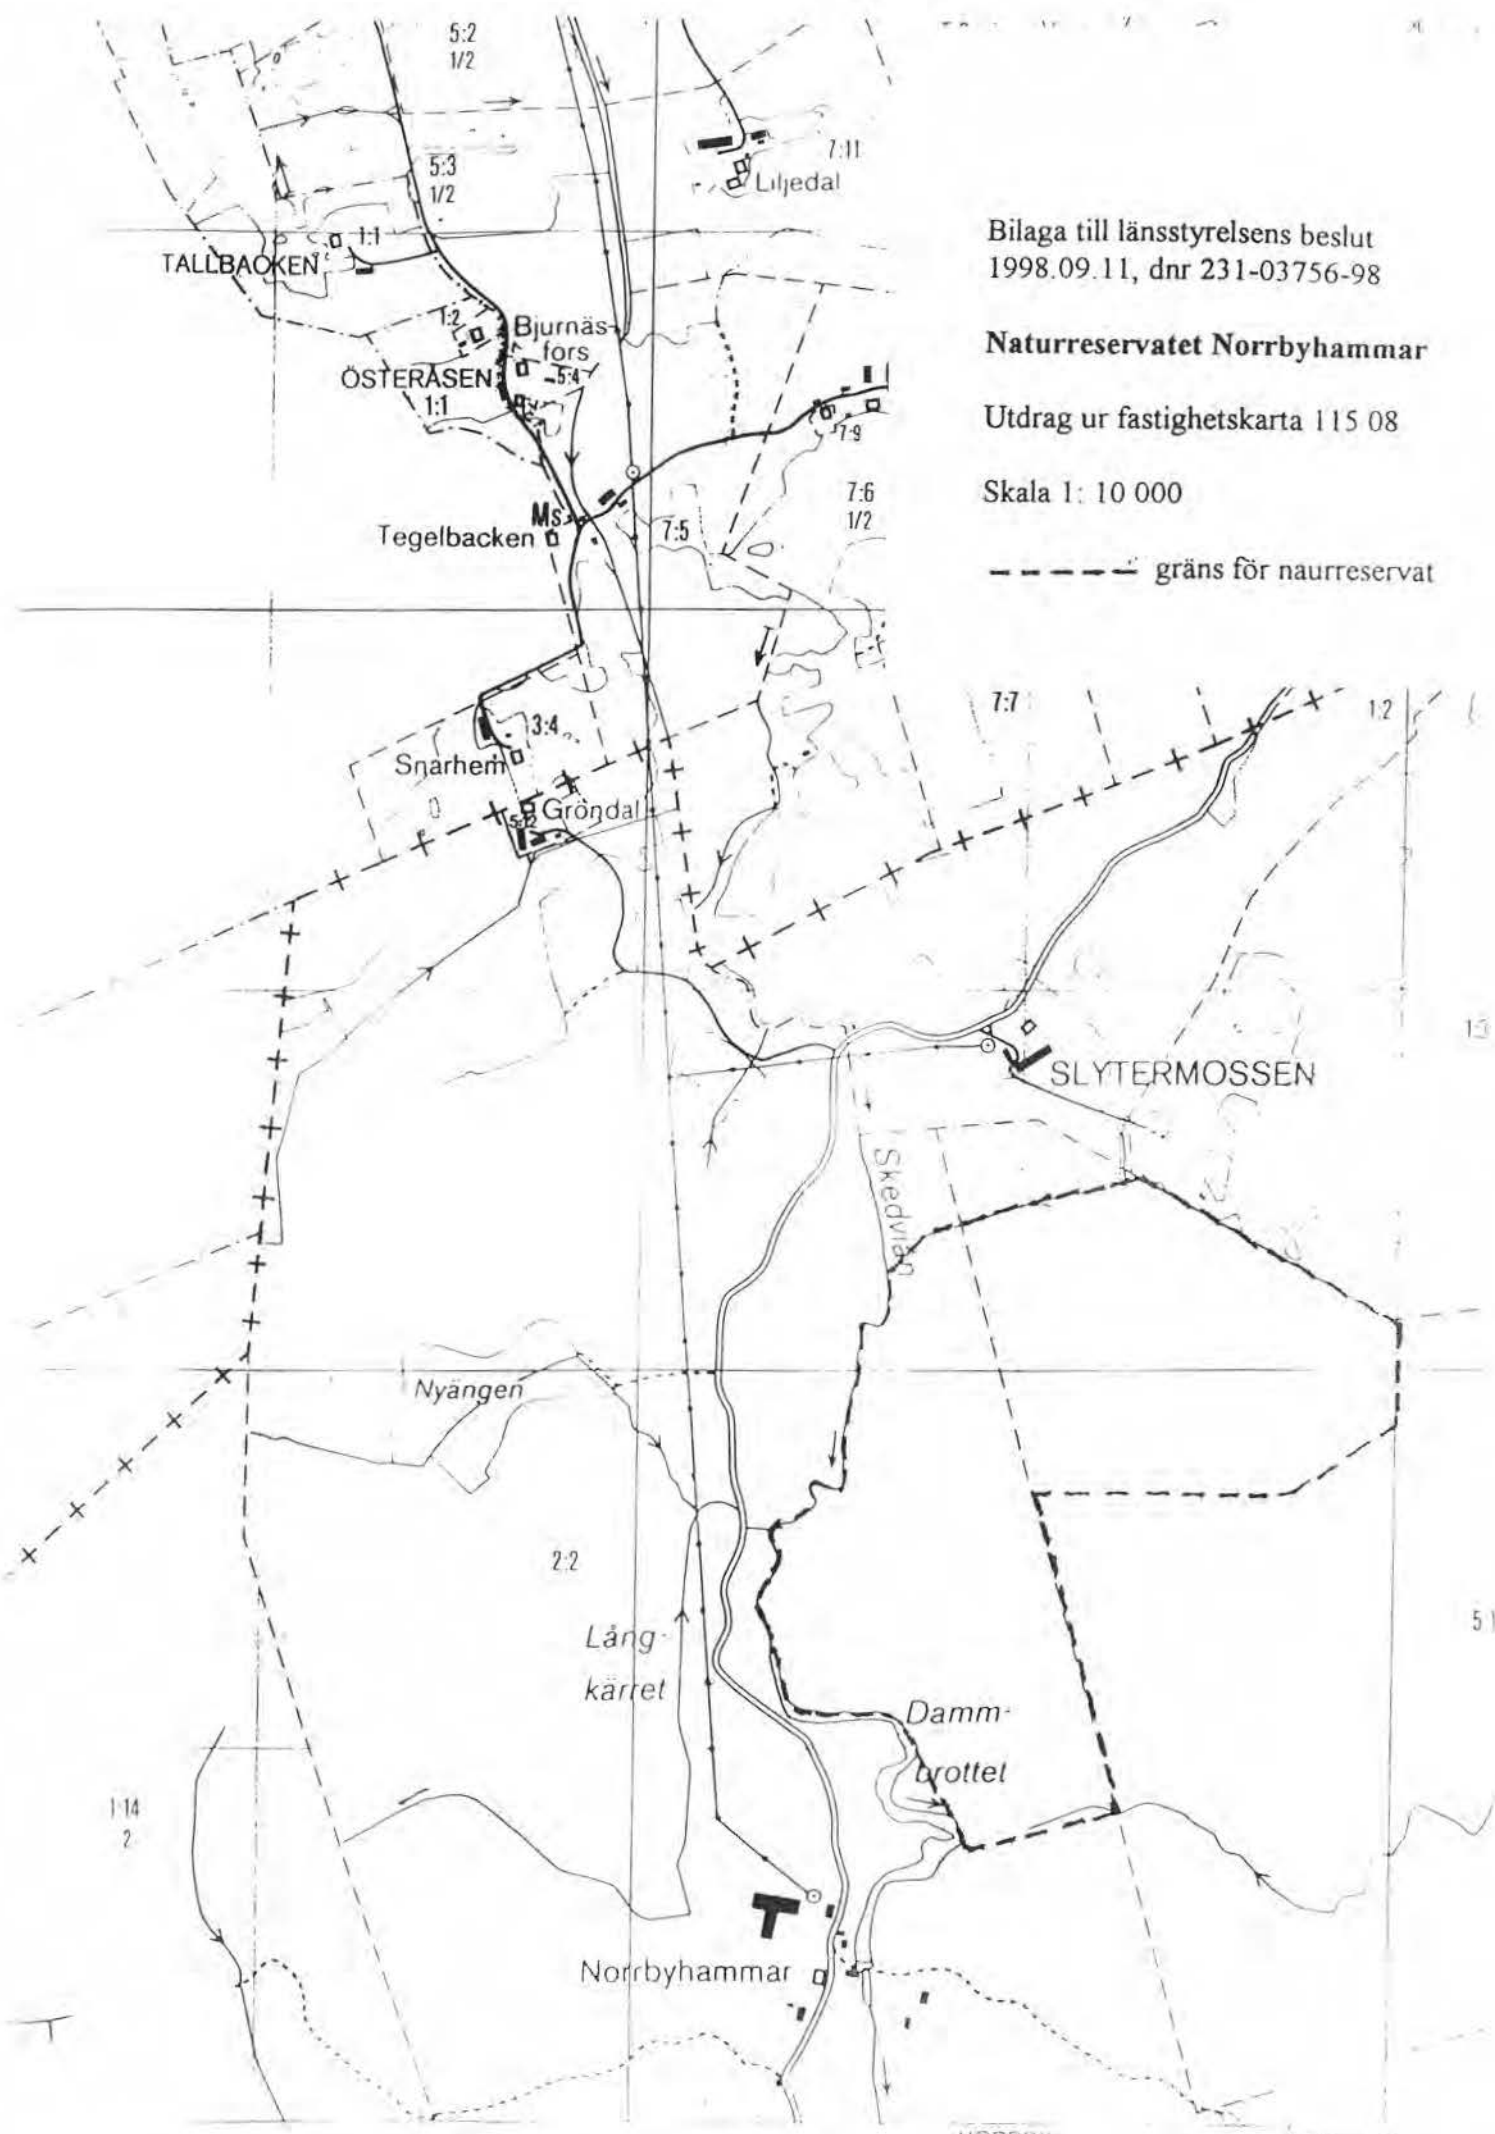 5:2
1/2
5:3
1/2
7:11
Liljedal
1:1
TALLBACKEN
Bilaga till länsstyrelsens beslut
1998.09.11, dnr 231-03756-98
1:2
Bjurnäs-
fors
5:4
Naturreservatet Norrbyhammar
ÖSTERÅSEN
1:1
7:9
Utdrag ur fastighetskarta 115 08
7:6
1/2
Skala 1: 10 000
Ms
7:5
Tegelbacken
gräns för naurreservat
7:7
1:2
3:4
Snarhem
Gröndal
5:12
SLYTERMOSSEN
Skedviån
Nyängen
2:2
Lång-
kärret
Damm-
brottet
1:14
2
Norrbyhammar